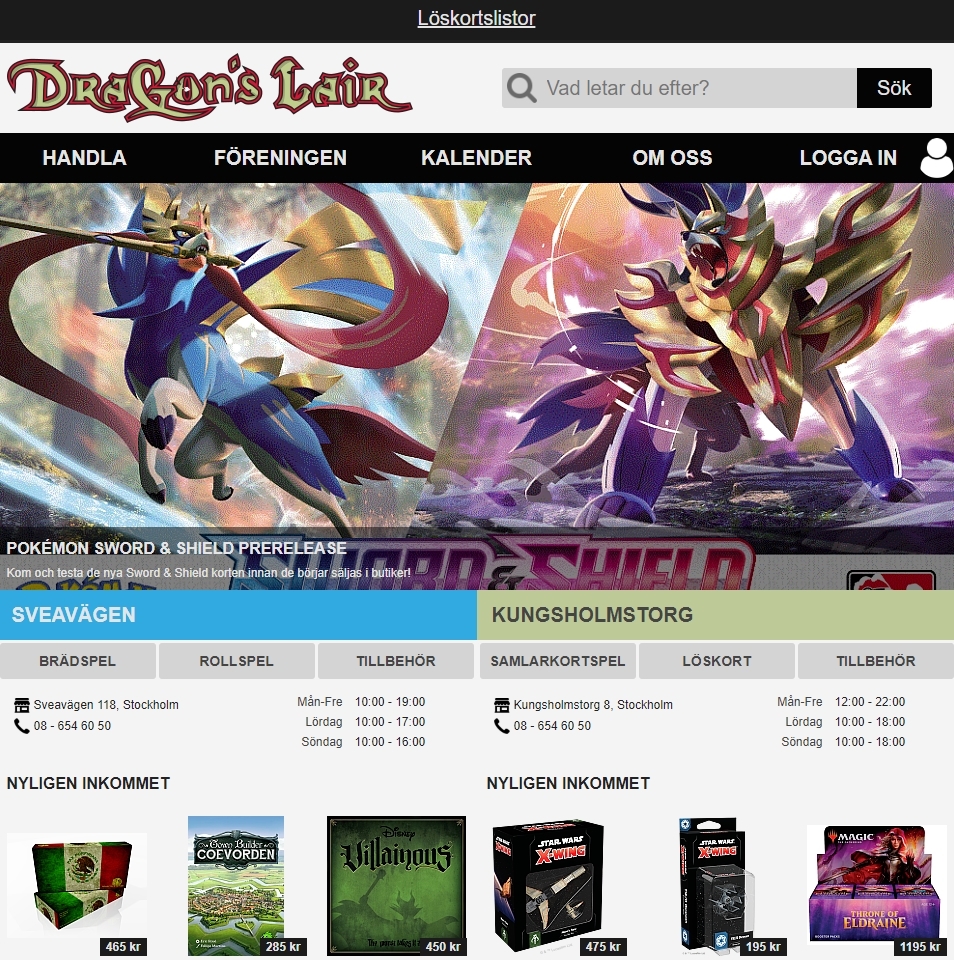 Löskortslistor
Dragon's Lair
Vad letar du efter?
Sök
HANDLA
FÖRENINGEN
KALENDER
OM OSS
LOGGA IN
POKÉMON SWORD & SHIELD PRERELEASE
Kom och testa de nya Sword & Shield korten innan de börjar säljas i butiker!
SWORD & SHIELD
SVEAVÄGEN
BRÄDSPEL
ROLLSPEL
TILLBEHÖR
Sveavägen 118, Stockholm
08 - 654 60 50
Mån-Fre 10:00 - 19:00
Lördag 10:00 - 17:00
Söndag 10:00 - 16:00
NYLIGEN INKOMMET
465 kr
Town Builder
COEVORDEN
285 kr
Disney
Villainous
450 kr
KUNGSHOLMSTORG
SAMLARKORTSPEL
LÖSKORT
TILLBEHÖR
Kungsholmstorg 8, Stockholm
08 - 654 60 50
Mån-Fre 12:00 - 22:00
Lördag 10:00 - 18:00
Söndag 10:00 - 18:00
NYLIGEN INKOMMET
STAR WARS
X-WING
475 kr
STAR WARS
X-WING
195 kr
MAGIC
THRONE OF
ELDRAINE
1195 kr